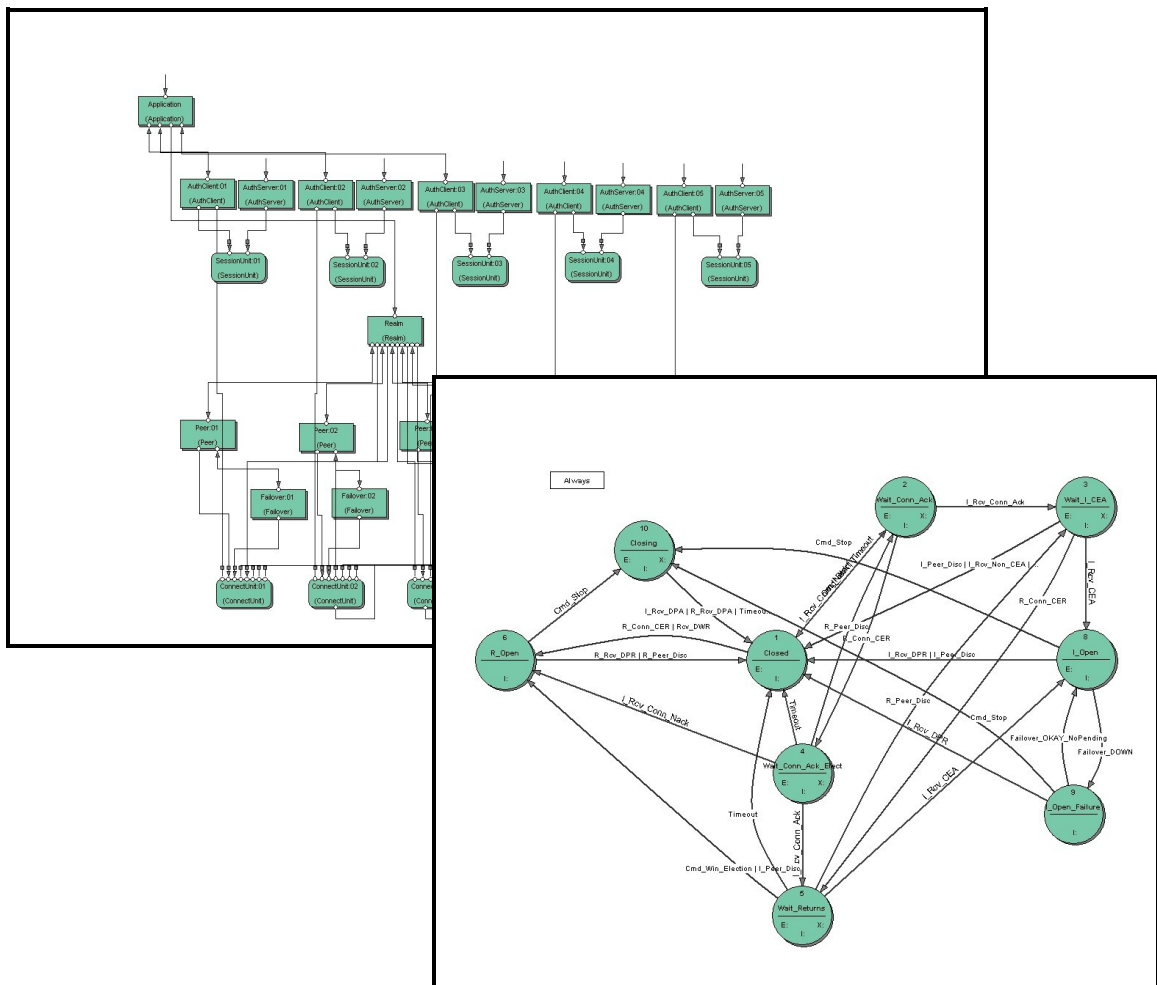 Application
(Application)
AuthClient:01
(AuthClient)
AuthServer:01
(AuthServer)
AuthClient:02
(AuthClient)
AuthServer:02
(AuthServer)
AuthClient:03
(AuthClient)
AuthServer:03
(AuthServer)
AuthClient:04
(AuthClient)
AuthServer:04
(AuthServer)
AuthClient:05
(AuthClient)
AuthServer:05
(AuthServer)
SessionUnit:01
(SessionUnit)
SessionUnit:02
(SessionUnit)
SessionUnit:03
(SessionUnit)
SessionUnit:04
(SessionUnit)
SessionUnit:05
(SessionUnit)
Realm
(Realm)
Peer:01
(Peer)
Peer:02
(Peer)
Failover:01
(Failover)
Failover:02
(Failover)
ConnectUnit:01
(ConnectUnit)
ConnectUnit:02
(ConnectUnit)
Always
2
Wait_Conn_Ack
E: X:
I:
I_Rcv_Conn_Ack
3
Wait_I_CEA
E: X:
I:
10
Closing
E: X:
I:
Cmd_Stop
I_Peer_Disc | I_Rcv_Non_CEA | ...
I_Rcv_CEA
R_Conn_CER
Cmd_Stop
I_Rcv_DPA | R_Rcv_DPA | Timeout
R_Conn_CER | Rcv_DWR
R_Peer_Disc
R_Conn_CER
6
R_Open
I:
R_Rcv_DPR | R_Peer_Disc
1
Closed
E:
I:
I_Rcv_DPR | I_Peer_Disc
8
I_Open
E:
I:
I_Rcv_Conn_Nack
Timeout
R_Peer_Disc
Cmd_Stop
I_Rcv_DPR
Failover_OKAY_NoPending
Failover_DOWN
4
Wait_Conn_Ack_Elect
E: X:
I:
I_Rcv_CEA
9
I_Open_Failure
I:
Timeout
I_Rcv_Conn_Ack
Cmd_Win_Election | I_Peer_Disc
5
Wait_Returns
E: X:
I: